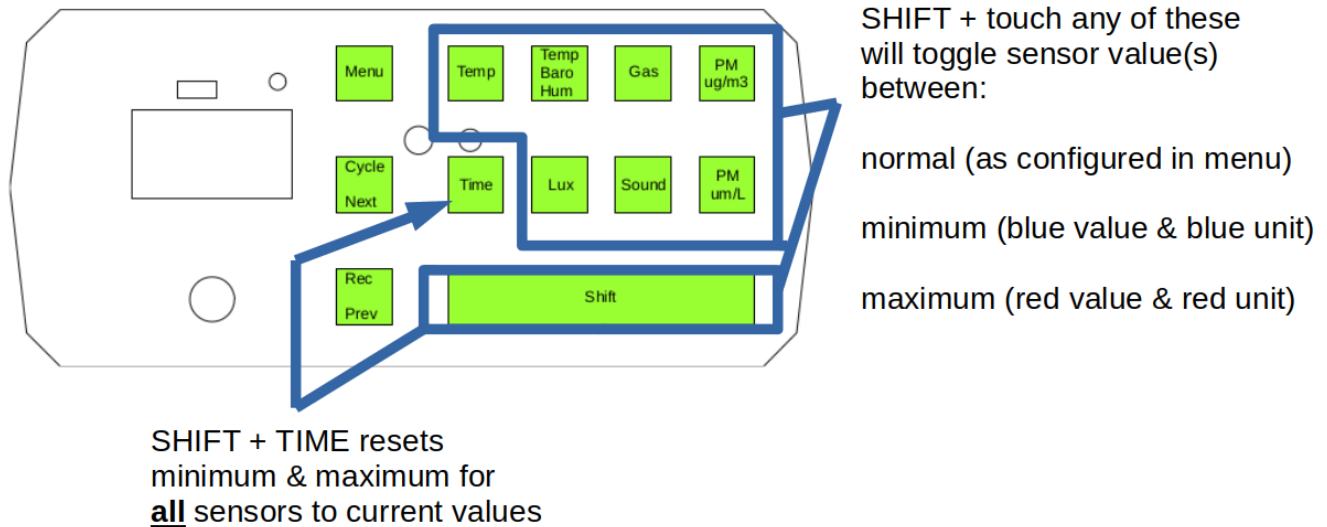 SHIFT + touch any of these
will toggle sensor value(s)
between:
normal (as configured in menu)
minimum (blue value & blue unit)
maximum (red value & red unit)
Menu
Temp
Temp
Baro
Hum
Gas
PM
ug/m3
Cycle
Next
Time
Lux
Sound
PM
um/L
Rec
Prev
Shift
SHIFT + TIME resets
minimum & maximum for
all sensors to current values